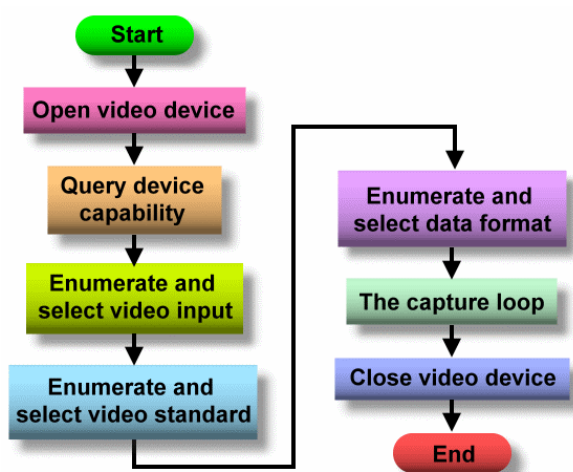 Start
Open video device
Query device
capability
Enumerate and
select video input
Enumerate and
select video standard
Enumerate and
select data format
The capture loop
Close video device
End